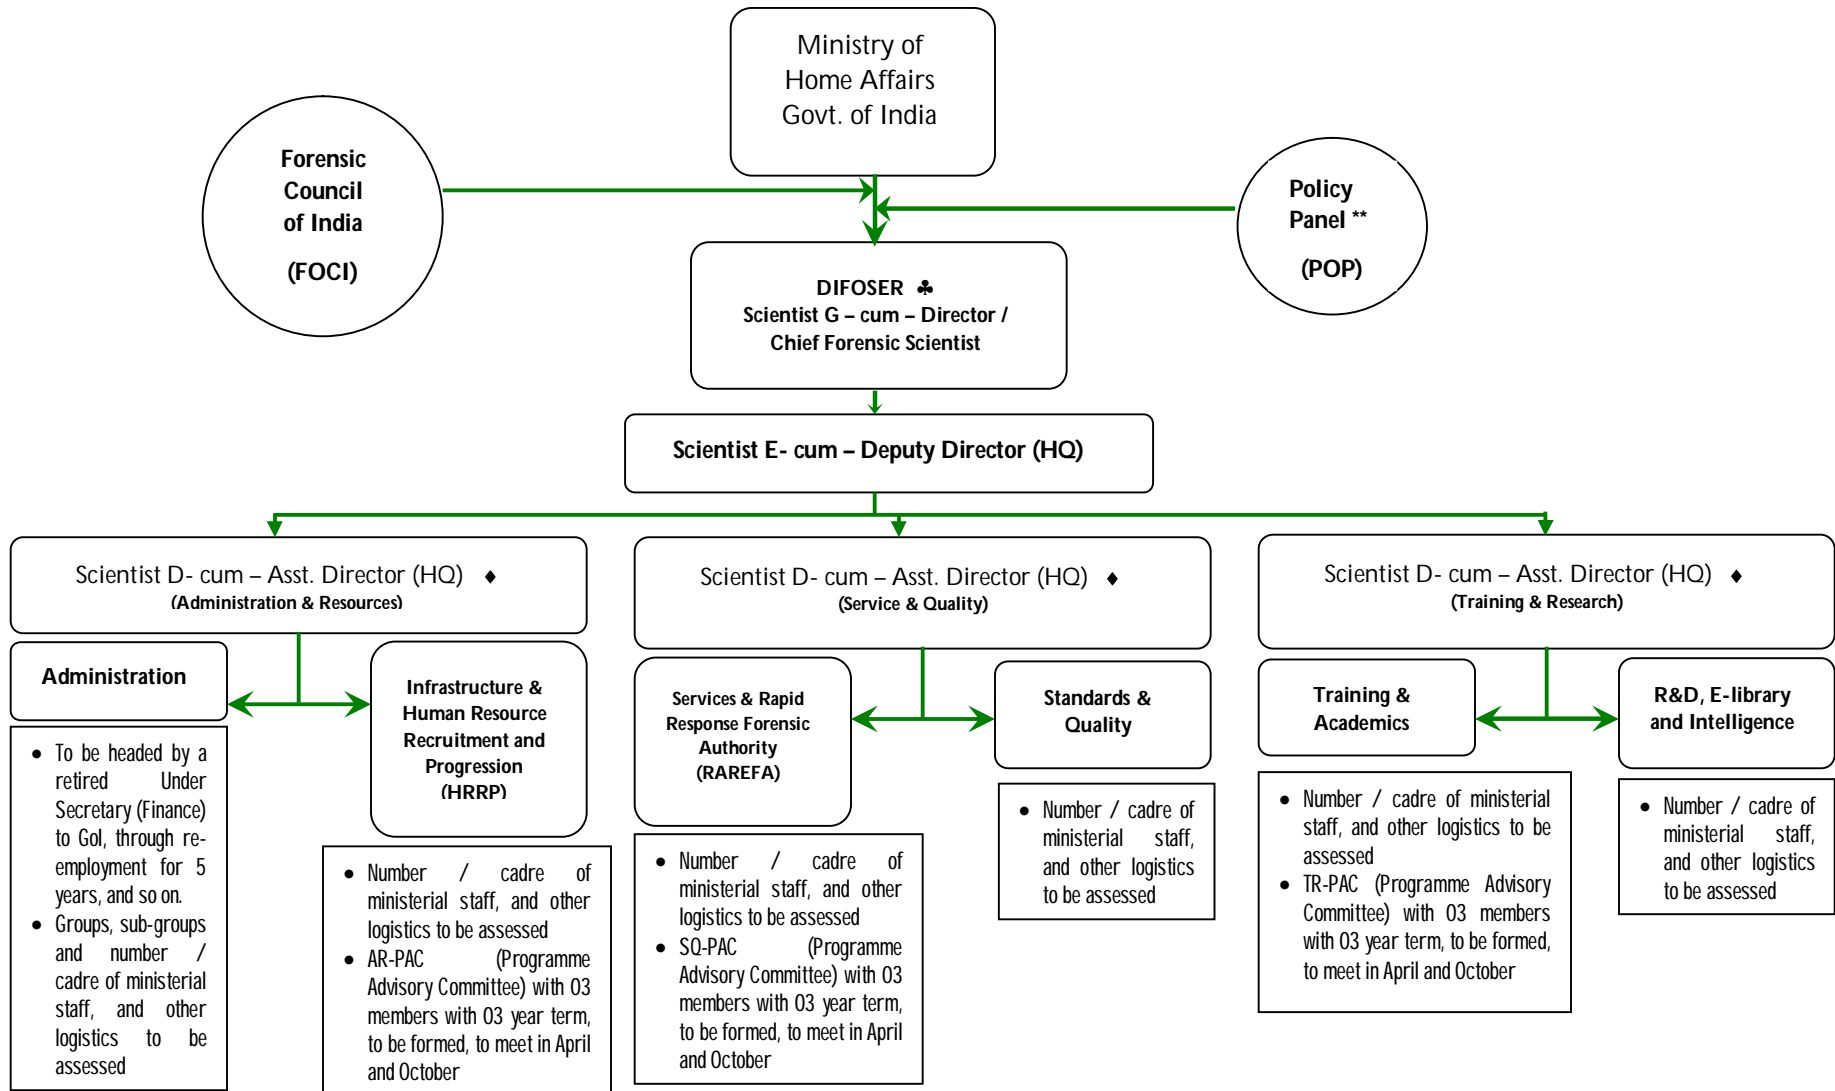 Ministry of
Home Affairs
Govt. of India
Forensic
Council
of India
(FOCI)
Policy
Panel **
(POP)
DIFOSER ♣
Scientist G – cum – Director /
Chief Forensic Scientist
Scientist E- cum – Deputy Director (HQ)
Scientist D- cum – Asst. Director (HQ) ♦
(Administration & Resources)
Scientist D- cum – Asst. Director (HQ) ♦
(Service & Quality)
Scientist D- cum – Asst. Director (HQ) ♦
(Training & Research)
Administration
Infrastructure &
Human Resource
Recruitment and
Progression
(HRRP)
Services & Rapid
Response Forensic
Authority
(RAREFA)
Standards &
Quality
Training &
Academics
R&D, E-library
and Intelligence
• To be headed by a
retired Under
Secretary (Finance)
to GoI, through re-
employment for 5
years, and so on.
• Groups, sub-groups
and number /
cadre of ministerial
staff, and other
logistics to be
assessed
• Number / cadre of
ministerial staff, and other
logistics to be assessed
• AR-PAC (Programme
Advisory Committee) with 03
members with 03 year term,
to be formed, to meet in April
and October
• Number / cadre of
ministerial staff, and other
logistics to be assessed
• SQ-PAC (Programme
Advisory Committee) with 03
members with 03 year term,
to be formed, to meet in April
and October
• Number / cadre of
ministerial staff,
and other logistics
to be assessed
• Number / cadre of ministerial
staff, and other logistics to be
assessed
• TR-PAC (Programme Advisory
Committee) with 03 members
with 03 year term, to be formed,
to meet in April and October
• Number / cadre of
ministerial staff,
and other logistics
to be assessed